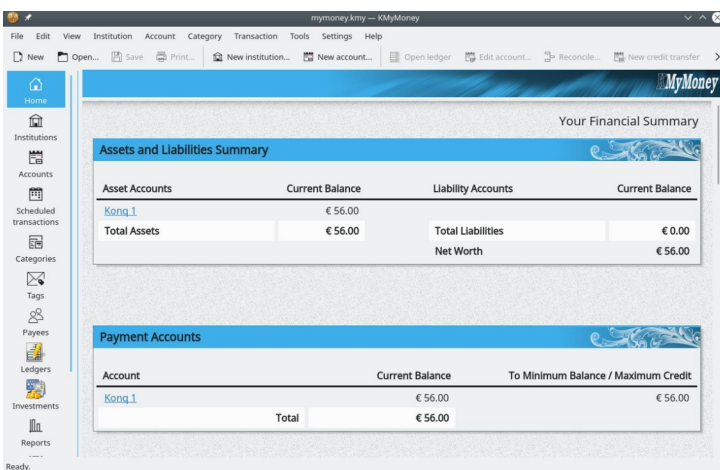 mymoney.kmy — KMyMoney
File Edit View Institution Account Category Transaction Tools Settings Help
New Open... Save Print... New institution... New account... Open ledger Edit account... Reconcile... New credit transfer
KMyMoney
Home
Institutions
Accounts
Scheduled
transactions
Categories
Tags
Payees
Ledgers
Investments
Reports
Your Financial Summary
Assets and Liabilities Summary
Asset Accounts Current Balance Liability Accounts Current Balance
Konq 1 € 56.00
Total Assets € 56.00 Total Liabilities € 0.00
Net Worth € 56.00
Payment Accounts
Account Current Balance To Minimum Balance / Maximum Credit
Konq 1 € 56.00 € 56.00
Total € 56.00
Ready.